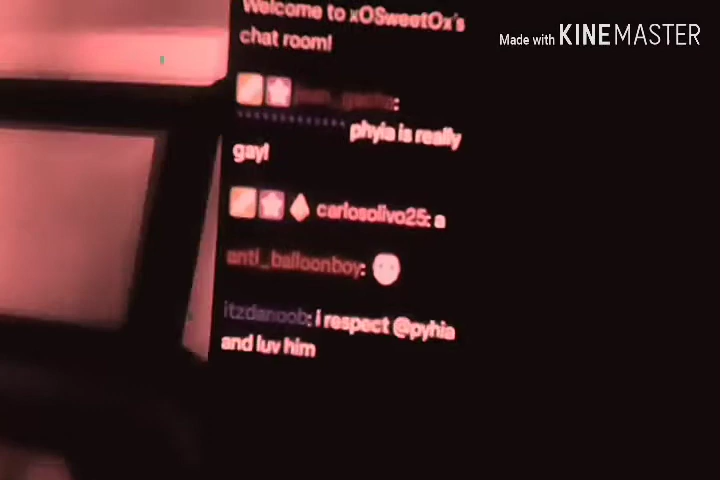 Welcome to xOSweetOx's
chat room!
Made with KINEMASTER
phyia is really
gay!
carlosolivo25: a
anti_balloonboy:
itzdanoob: i respect @pyhia
and luv him